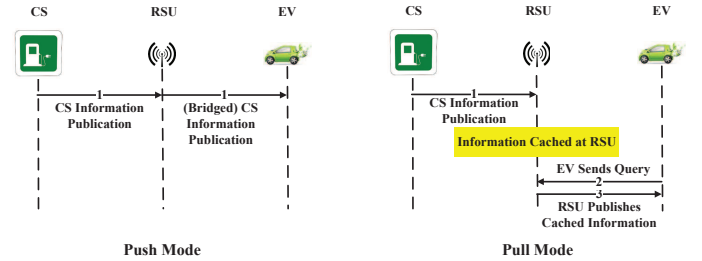 CS RSU EV
1 1
CS Information
Publication
(Bridged) CS
Information
Publication
Push Mode
CS RSU EV
1
CS Information
Publication
Information Cached at RSU
EV Sends Query
2
3
RSU Publishes
Cached Information
Pull Mode